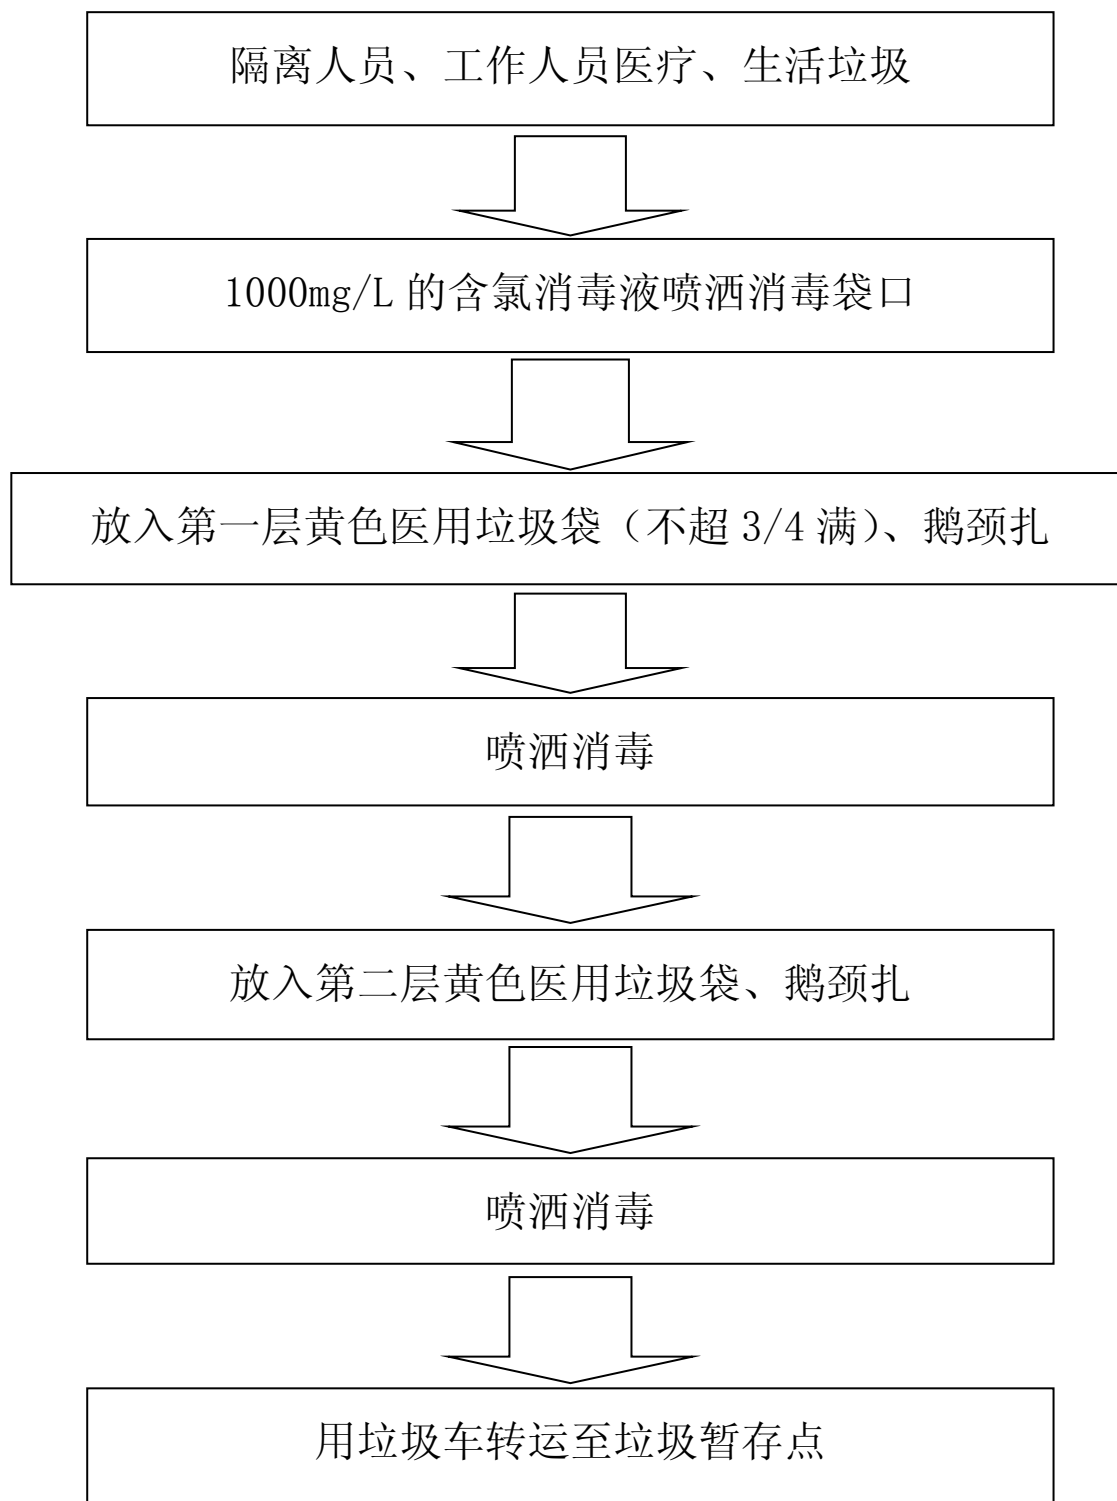 隔离人员、工作人员医疗、生活垃圾
1000mg/L 的含氯消毒液喷洒消毒袋口
放入第一层黄色医用垃圾袋（不超 3/4 满）、鹅颈扎
喷洒消毒
放入第二层黄色医用垃圾袋、鹅颈扎
喷洒消毒
用垃圾车转运至垃圾暂存点